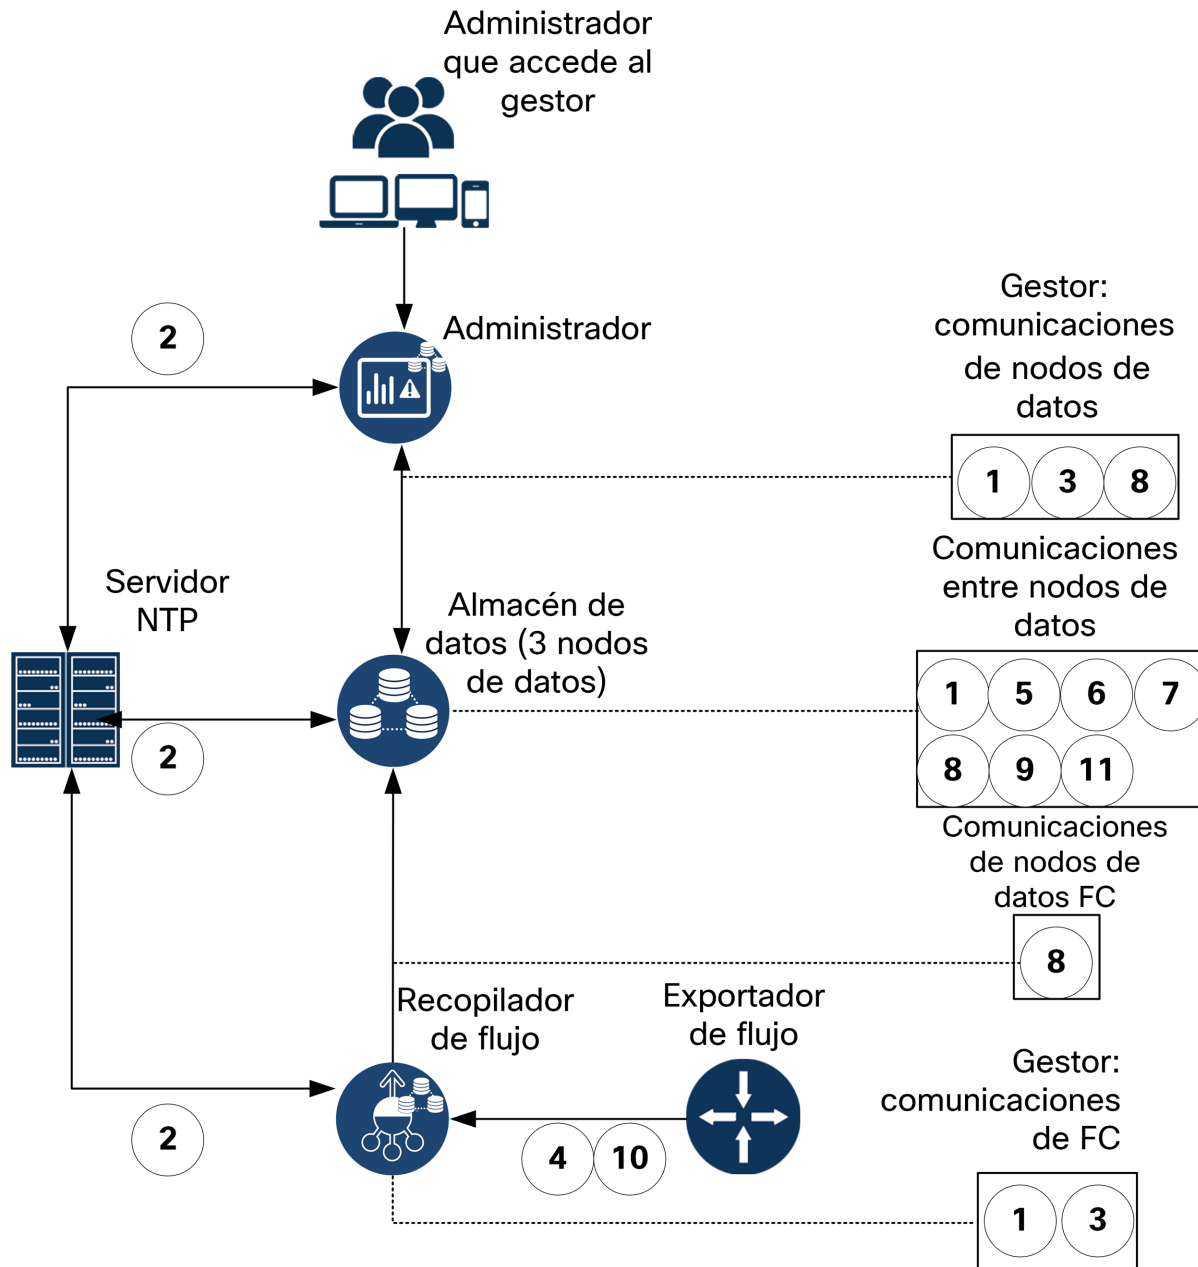 Administrador
que accede al
gestor
2
Administrador
Gestor:
comunicaciones
de nodos de
datos
1 3 8
Servidor
NTP
Almacén de
datos (3 nodos
de datos)
2
Comunicaciones
entre nodos de
datos
1 5 6 7
8 9 11
Comunicaciones
de nodos de
datos FC
8
Recopilador
de flujo
Exportador
de flujo
2
4 10
Gestor:
comunicaciones
de FC
1 3